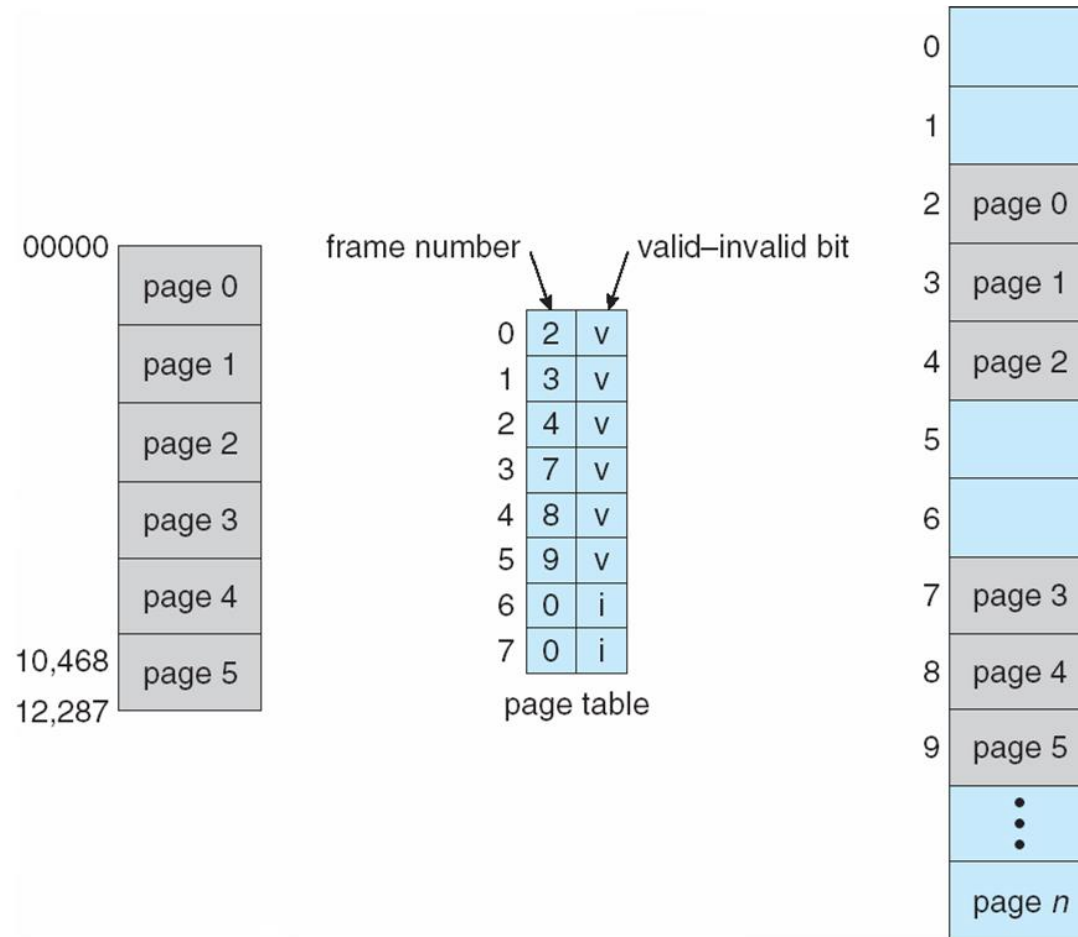 00000
page 0
page 1
page 2
page 3
page 4
10,468
page 5
12,287
frame number
valid–invalid bit
0 2 v
1 3 v
2 4 v
3 7 v
4 8 v
5 9 v
6 0 i
7 0 i
page table
0
1
2 page 0
3 page 1
4 page 2
5
6
7 page 3
8 page 4
9 page 5
page n